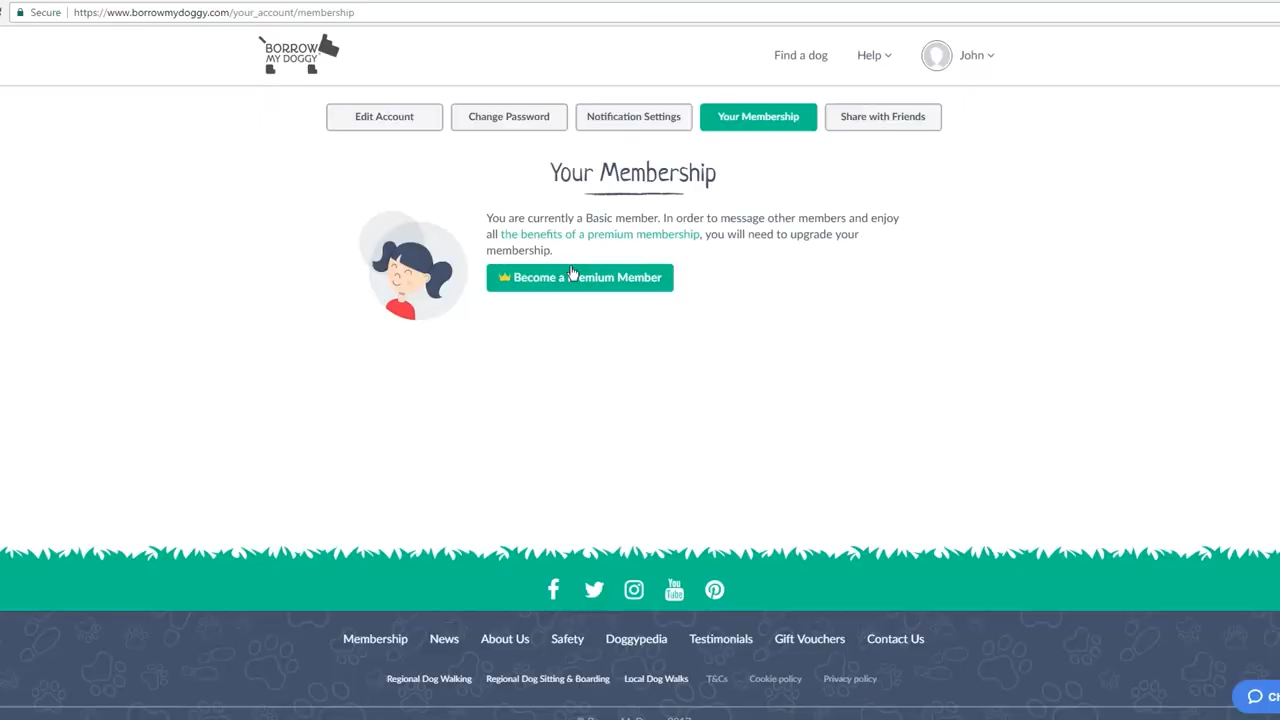 Secure https://www.borrowmydoggy.com/your_account/membership
BORROW
MY DOGGY
Find a dog Help John
Edit Account Change Password Notification Settings Your Membership Share with Friends
Your Membership
You are currently a Basic member. In order to message other members and enjoy
all the benefits of a premium membership, you will need to upgrade your
membership.
Become a Premium Member
You
Tube
Membership News About Us Safety Doggypedia Testimonials Gift Vouchers Contact Us
Regional Dog Walking Regional Dog Sitting & Boarding Local Dog Walks T&Cs Cookie policy Privacy policy